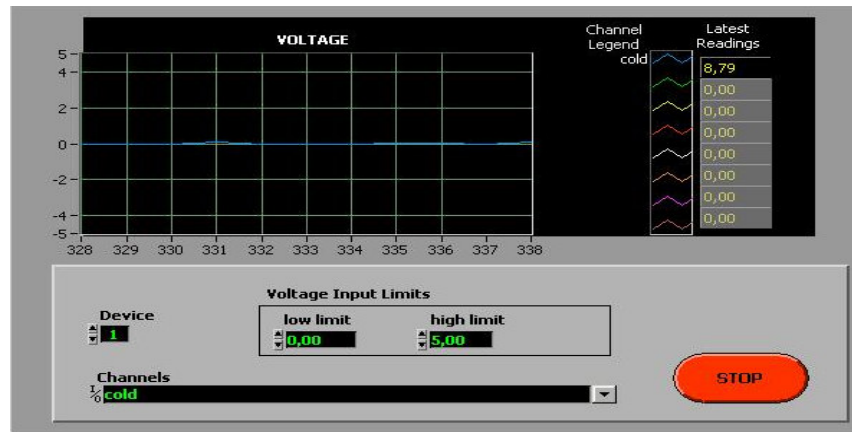 VOLTAGE
5
4
2
0
-2
-4
-5
328 329 330 331 332 333 334 335 336 337 338
Channel
Legend
cold
Latest
Readings
8,79
0,00
0,00
0,00
0,00
0,00
0,00
0,00
Device
1
Voltage Input Limits
low limit high limit
0,00 5,00
Channels
I/O cold
STOP